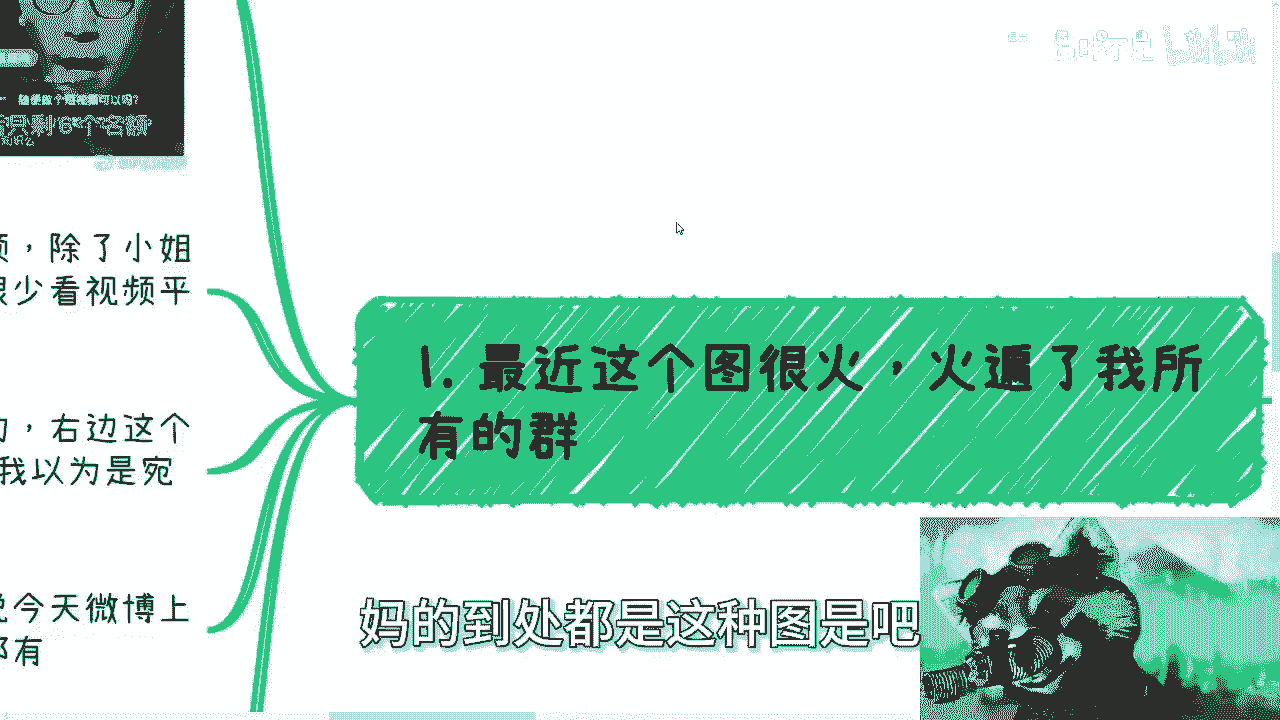 随便做个短视频可以吗?
只剩6个名额
，除了小姐
很少看视频平
，右边这个
我以为是宛
今天微博上
都有
1. 最近这个图很火，火遍了我所
有的群
妈的到处都是这种图是吧